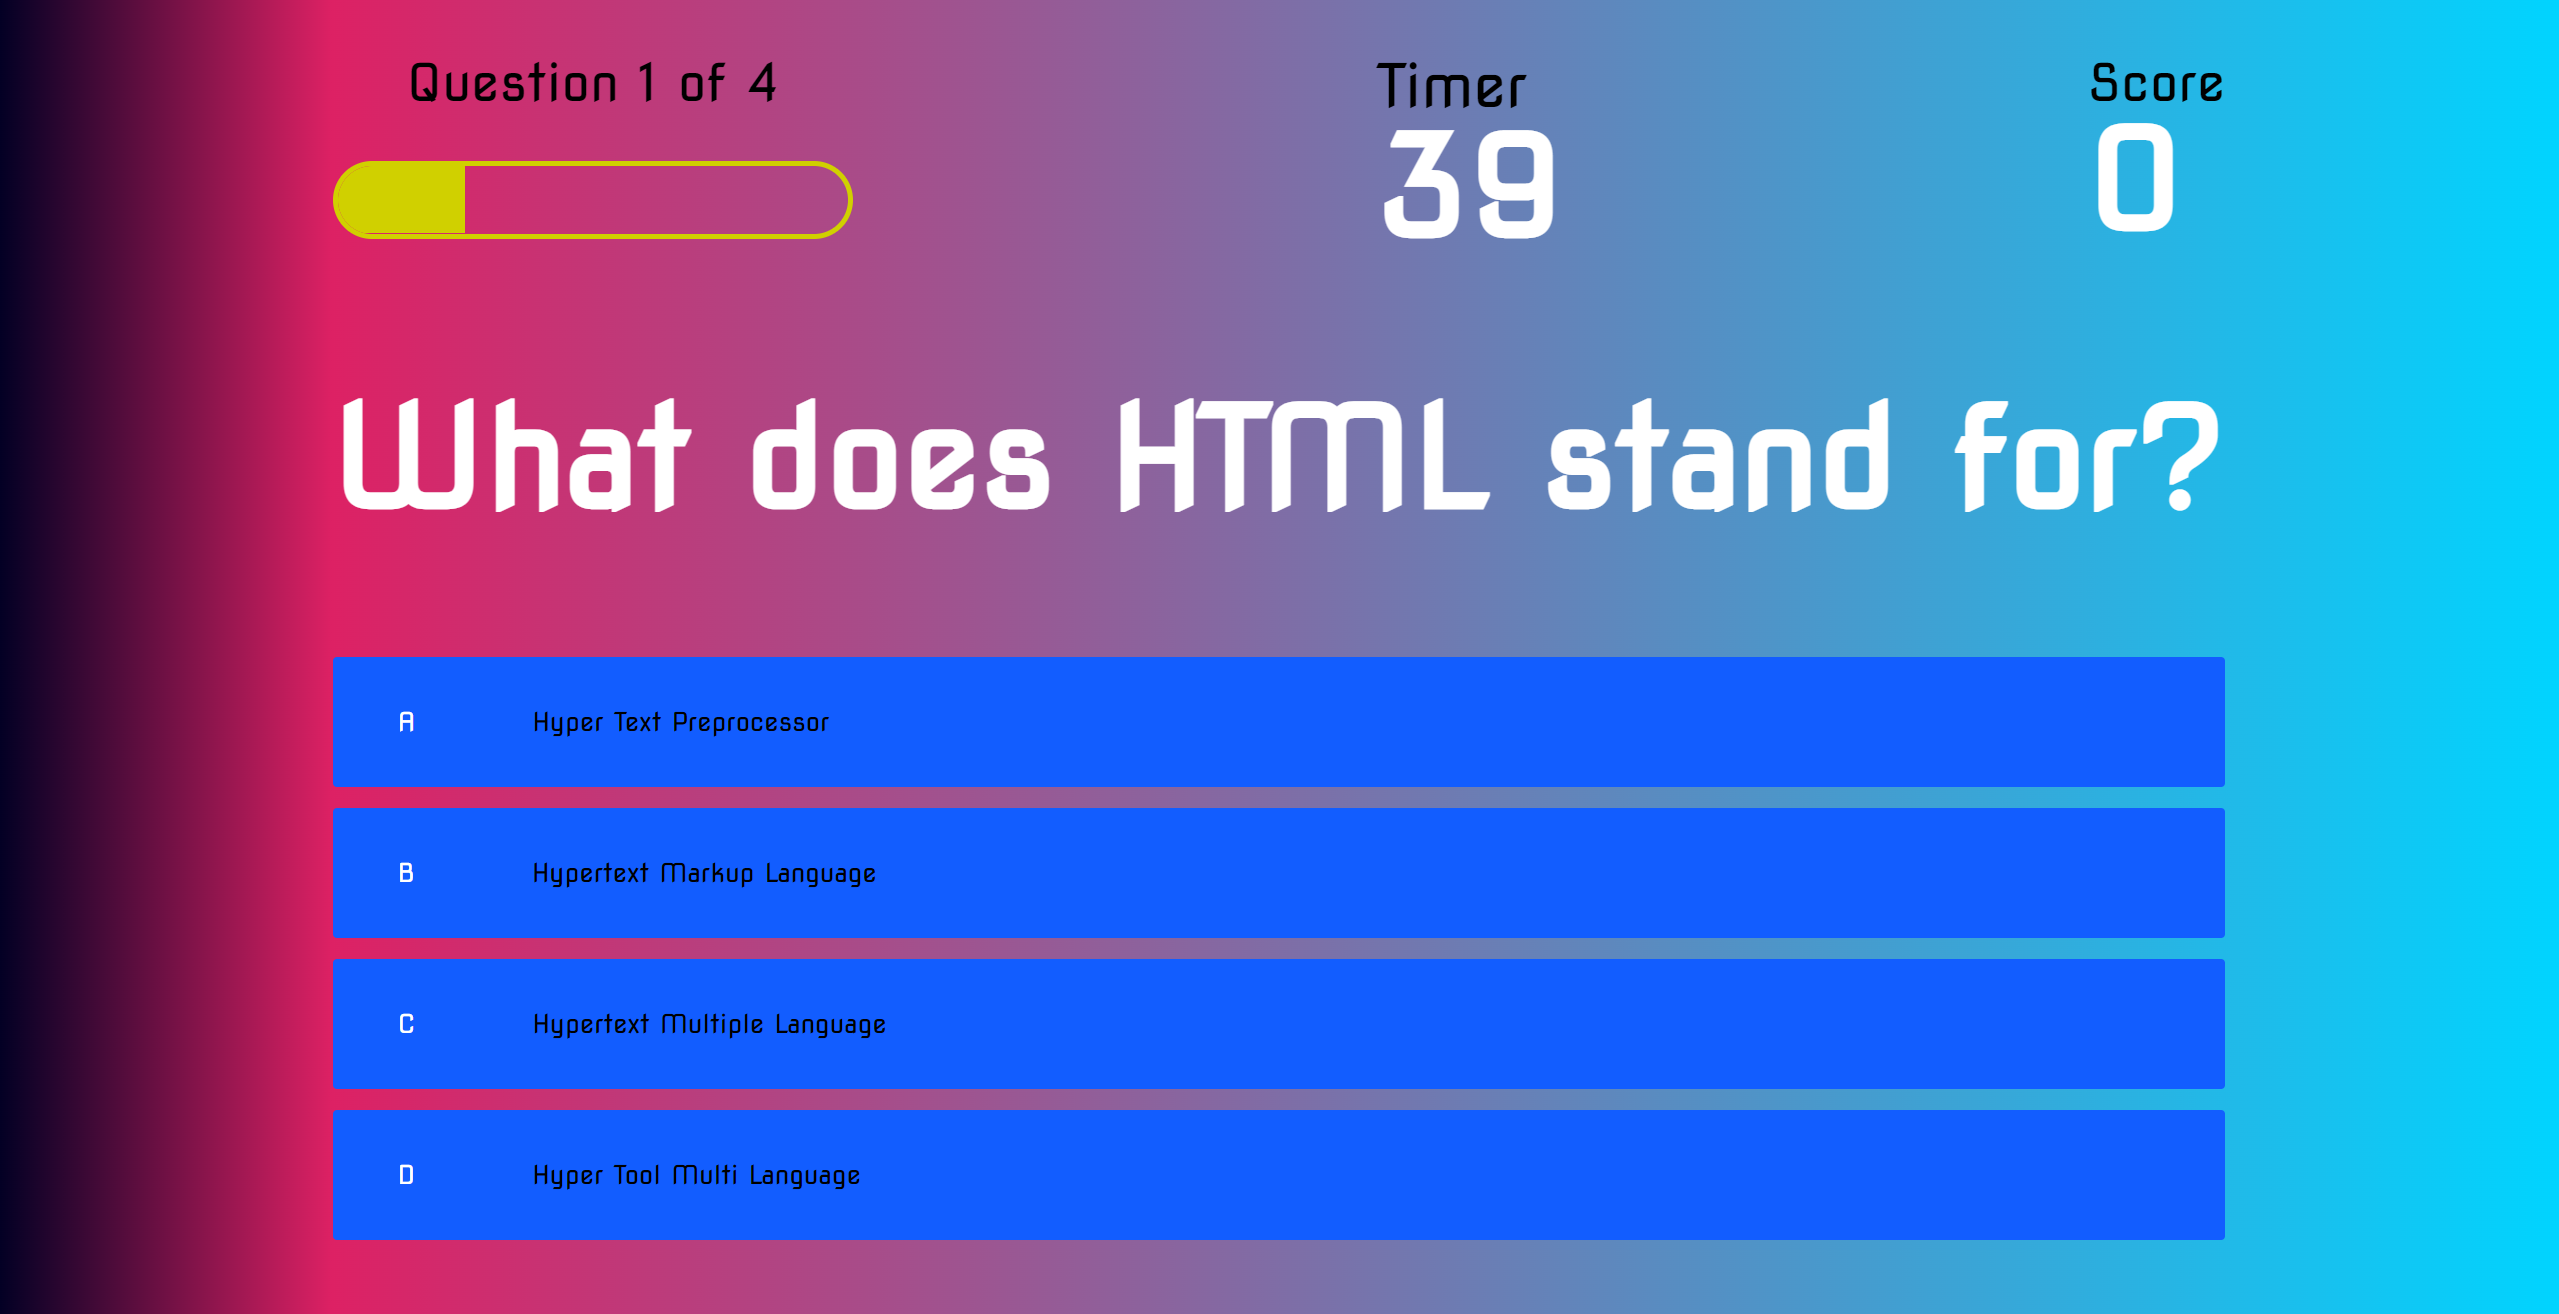 Question 1 of 4
Timer
39
Score
0
What does HTML stand for?
A Hyper Text Preprocessor
B Hypertext Markup Language
C Hypertext Multiple Language
D Hyper Tool Multi Language